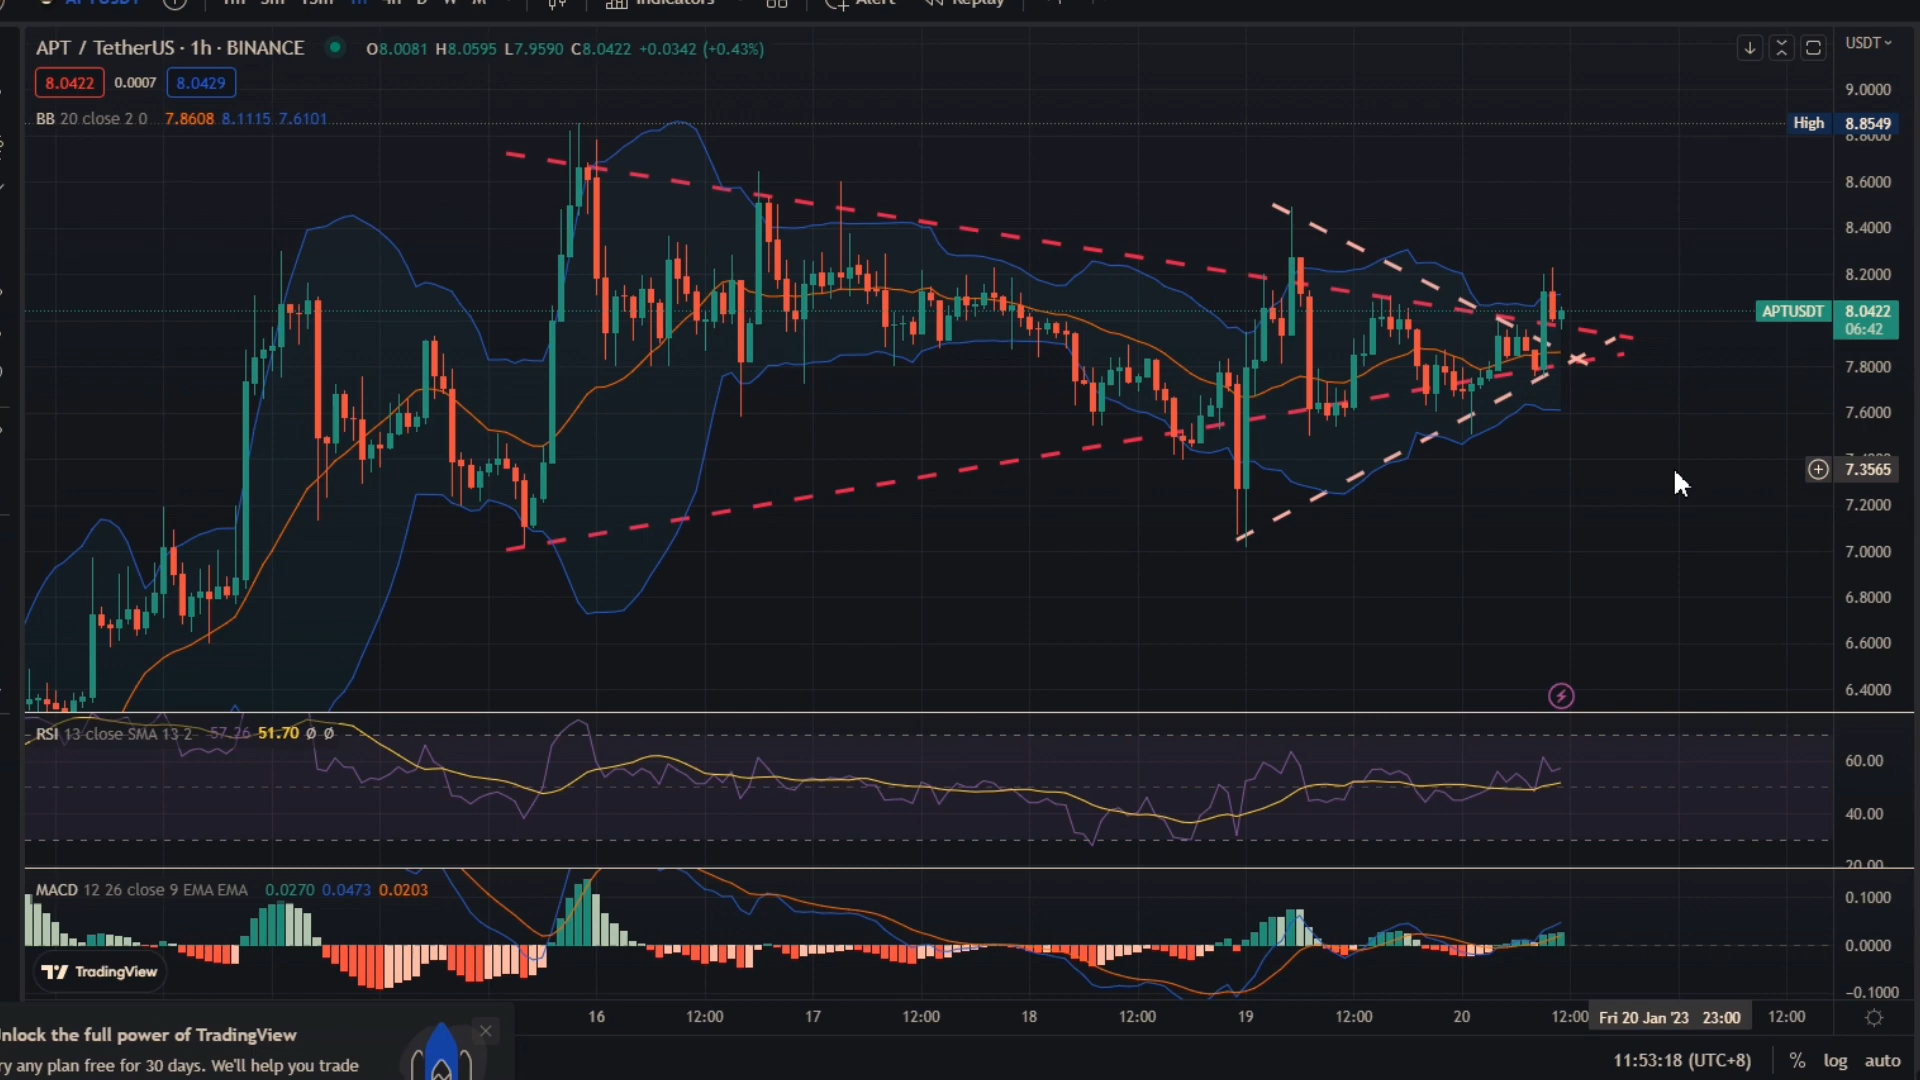 APT / TetherUS · 1h · BINANCE O8.0081 H8.0595 L7.9590 C8.0422 +0.0342 (+0.43%)
USDT
8.0422 0.0007 8.0429
9.0000
BB 20 close 2 0 7.8608 8.1115 7.6101
High 8.8549
8.8000
8.6000
8.4000
8.2000
APTUSDT 8.0422
06:42
7.8000
7.6000
7.3565
7.2000
7.0000
6.8000
6.6000
6.4000
RSI 13 close SMA 13 2 57.26 51.70 Ø Ø
60.00
40.00
20.00
MACD 12 26 close 9 EMA EMA 0.0270 0.0473 0.0203
0.1000
0.0000
TradingView
−0.1000
16 12:00 17 12:00 18 12:00 19 12:00 20 12:00 Fri 20 Jan '23 23:00 12:00
nlock the full power of TradingView
ry any plan free for 30 days. We'll help you trade
11:53:18 (UTC+8) % log auto